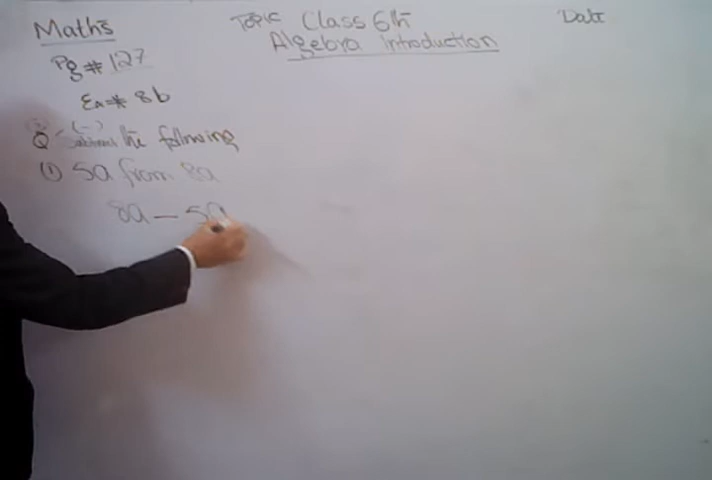 Maths
Topic Class 6th
Date
Algebra introduction
Pg # 127
Ex # 8b
Q - (-)
Subtract the following
(1) 5a from 8a
8a - 5a